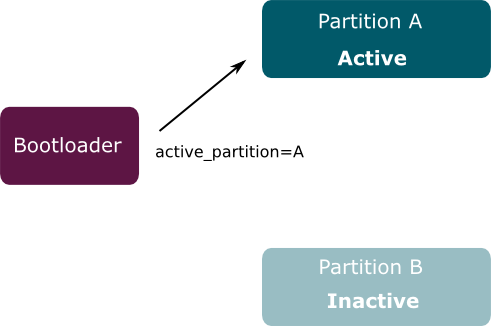 Partition A
Active
Bootloader
active_partition=A
Partition B
Inactive